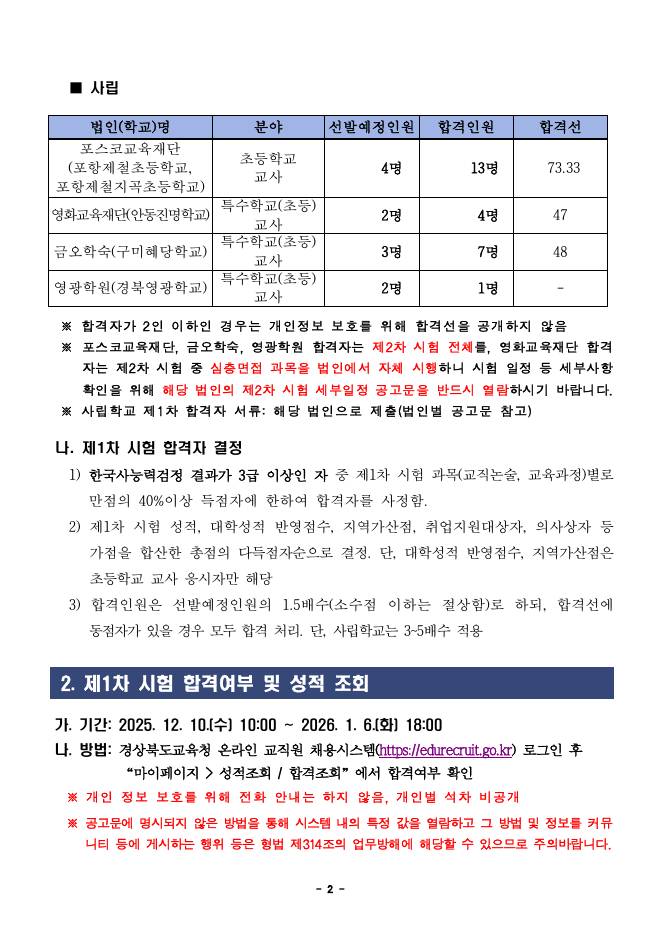 ■ 사립
법인(학교)명 분야 선발예정인원 합격인원 합격선
포스코교육재단
(포항제철초등학교,
포항제철지곡초등학교)
초등학교
교사
4명 13명 73.33
영화교육재단(안동진명학교)
특수학교(초등)
교사
2명 4명 47
금오학숙(구미혜당학교)
특수학교(초등)
교사
3명 7명 48
영광학원(경북영광학교)
특수학교(초등)
교사
2명 1명 -
※ 합격자가 2인 이하인 경우는 개인정보 보호를 위해 합격선을 공개하지 않음
※ 포스코교육재단, 금오학숙, 영광학원 합격자는 제2차 시험 전체를, 영화교육재단 합격
자는 제2차 시험 중 심층면접 과목을 법인에서 자체 시행하니 시험 일정 등 세부사항
확인을 위해 해당 법인의 제2차 시험 세부일정 공고문을 반드시 열람하시기 바랍니다.
※ 사립학교 제1차 합격자 서류: 해당 법인으로 제출(법인별 공고문 참고)
나. 제1차 시험 합격자 결정
1) 한국사능력검정 결과가 3급 이상인 자 중 제1차 시험 과목(교직논술, 교육과정)별로
만점의 40%이상 득점자에 한하여 합격자를 사정함.
2) 제1차 시험 성적, 대학성적 반영점수, 지역가산점, 취업지원대상자, 의사상자 등
가점을 합산한 총점의 다득점자순으로 결정. 단, 대학성적 반영점수, 지역가산점은
초등학교 교사 응시자만 해당
3) 합격인원은 선발예정인원의 1.5배수(소수점 이하는 절상함)로 하되, 합격선에
동점자가 있을 경우 모두 합격 처리. 단, 사립학교는 3~5배수 적용
2. 제1차 시험 합격여부 및 성적 조회
가. 기간: 2025. 12. 10.(수) 10:00 ~ 2026. 1. 6.(화) 18:00
나. 방법: 경상북도교육청 온라인 교직원 채용시스템(https://edurecruit.go.kr) 로그인 후
“마이페이지 > 성적조회 / 합격조회”에서 합격여부 확인
※ 개인 정보 보호를 위해 전화 안내는 하지 않음, 개인별 석차 비공개
※ 공고문에 명시되지 않은 방법을 통해 시스템 내의 특정 값을 열람하고 그 방법 및 정보를 커뮤
니티 등에 게시하는 행위 등은 형법 제314조의 업무방해에 해당할 수 있으므로 주의바랍니다.
- 2 -